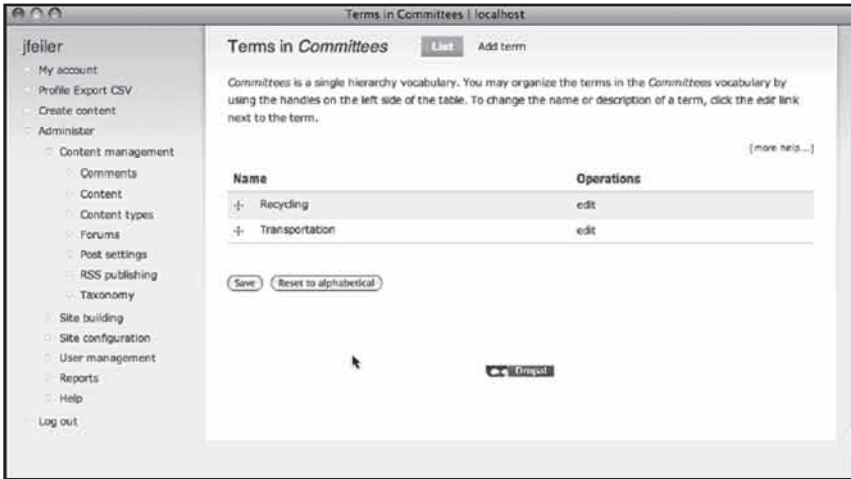 Terms in Committees | localhost
jfeiler
My account
Profile Export CSV
Create content
Administer
Content management
Comments
Content
Content types
Forums
Post settings
RSS publishing
Taxonomy
Site building
Site configuration
User management
Reports
Help
Log out
Terms in Committees
List
Add term
Committees is a single hierarchy vocabulary. You may organize the terms in the Committees vocabulary by
using the handles on the left side of the table. To change the name or description of a term, click the edit link
next to the term.
[more help...]
Name Operations
Recycling edit
Transportation edit
Save Reset to alphabetical
Drupal